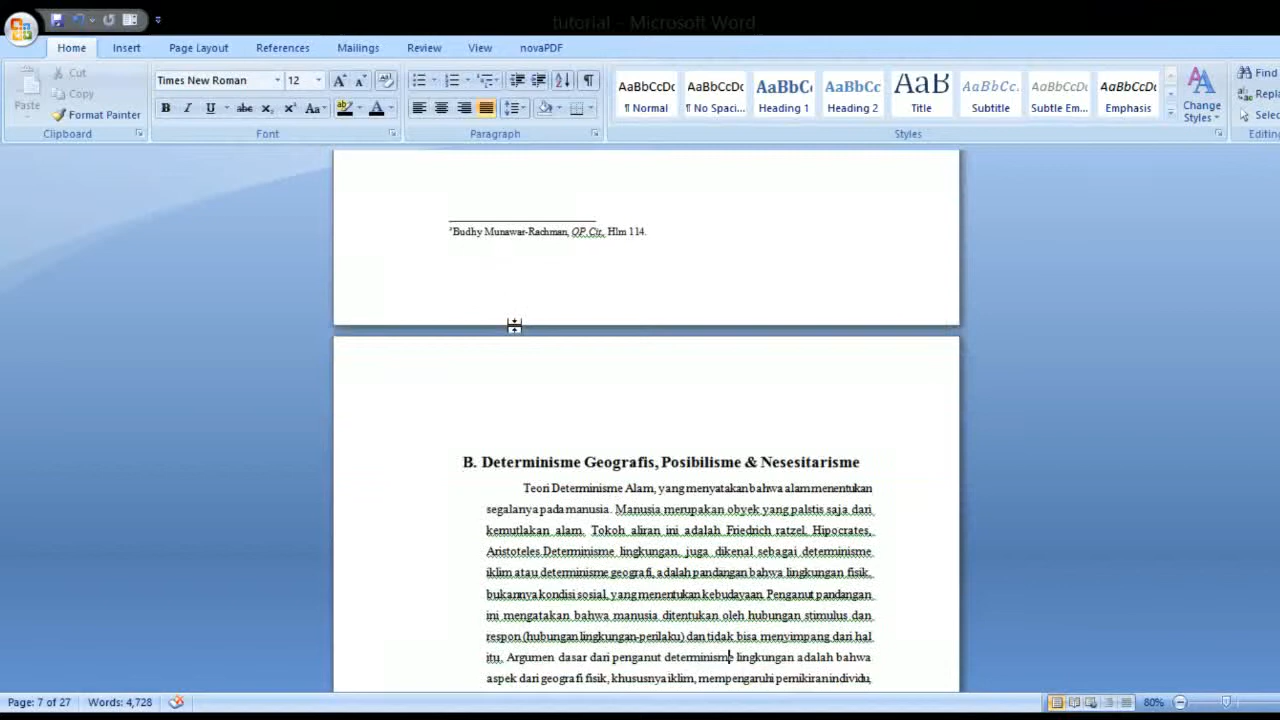 tutorial – Microsoft Word
Home Insert Page Layout References Mailings Review View novaPDF
Cut
Copy
Paste
Format Painter
Clipboard
Times New Roman 12
B I U abc X₂ X² Aa
Font
Paragraph
AaBbCcDc AaBbCcDc AaBbC AaBbCc AaB AaBbCc. AaBbCcDc AaBbCcDc
¶ Normal ¶ No Spaci... Heading 1 Heading 2 Title Subtitle Subtle Em... Emphasis
Change Styles
Styles
Find
Repla
Selec
Editing
Budhy Munawar-Rachman, OP Cit, Hlm 114.
B. Determinisme Geografis, Posibilisme & Nesesitarisme
Teori Determinisme Alam, yang menyatakan bahwa alam menentukan
segalanya pada manusia. Manusia merupakan obyek yang palstis saja dari
kemutlakan alam. Tokoh aliran ini adalah Friedrich ratzel, Hipocrates,
Aristoteles.Determinisme lingkungan, juga dikenal sebagai determinisme
iklim atau determinisme geografi, adalah pandangan bahwa lingkungan fisik,
bukannya kondisi sosial, yang menentukan kebudayaan. Penganut pandangan
ini mengatakan bahwa manusia ditentukan oleh hubungan stimulus dan
respon (hubungan lingkungan-perilaku) dan tidak bisa menyimpang dari hal
itu. Argumen dasar dari penganut determinisme lingkungan adalah bahwa
aspek dari geografi fisik, khususnya iklim, mempengaruhi pemikiran individu,
Page: 7 of 27 Words: 4,728 80%